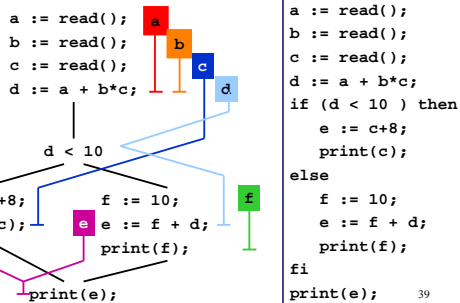 a := read();
b := read();
c := read();
d := a + b*c;
a
b
c
d
d < 10
+8;
c);
f := 10;
e := f + d;
print(f);
e
f
print(e);
a := read();
b := read();
c := read();
d := a + b*c;
if (d < 10 ) then
e := c+8;
print(c);
else
f := 10;
e := f + d;
print(f);
fi
print(e);
39